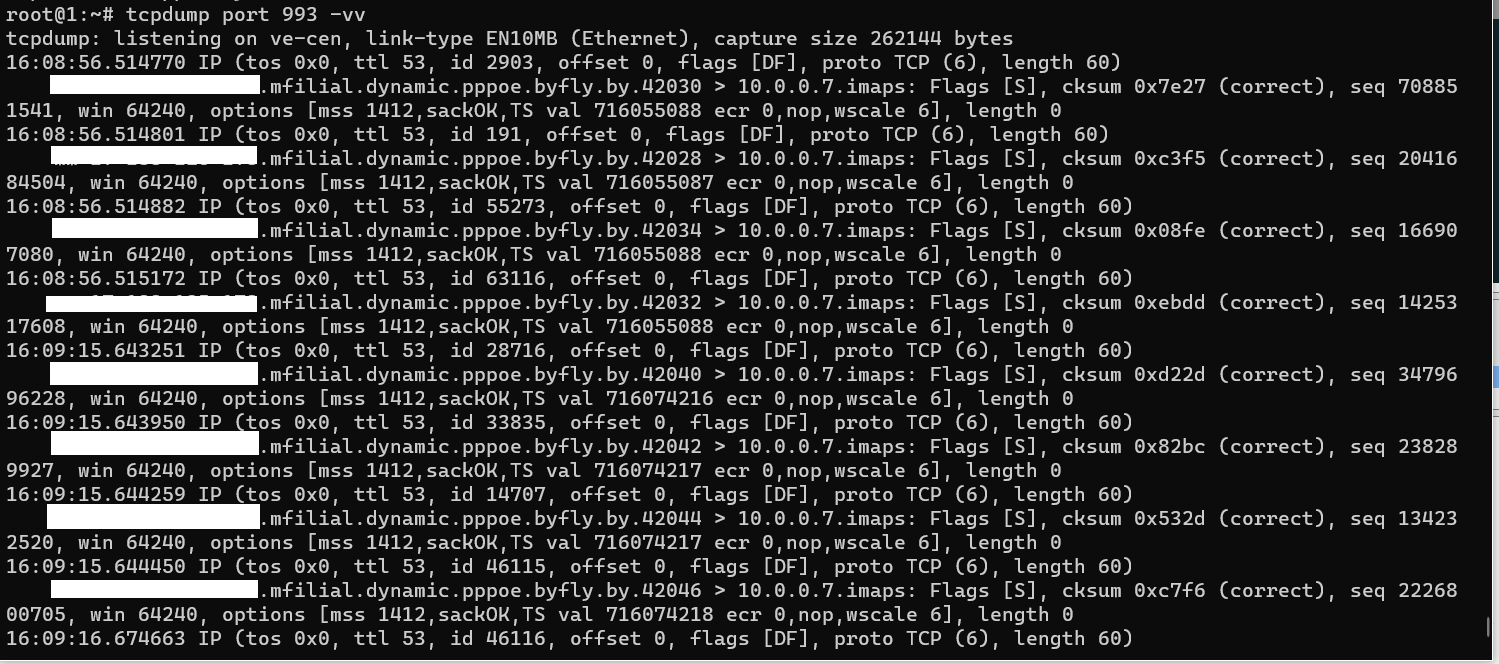 root@1:~# tcpdump port 993 -vv
tcpdump: listening on ve-cen, link-type EN10MB (Ethernet), capture size 262144 bytes
16:08:56.514770 IP (tos 0x0, ttl 53, id 2903, offset 0, flags [DF], proto TCP (6), length 60)
.mfilial.dynamic.pppoe.byfly.by.42030 > 10.0.0.7.imaps: Flags [S], cksum 0x7e27 (correct), seq 70885
1541, win 64240, options [mss 1412,sackOK,TS val 716055088 ecr 0,nop,wscale 6], length 0
16:08:56.514801 IP (tos 0x0, ttl 53, id 191, offset 0, flags [DF], proto TCP (6), length 60)
.mfilial.dynamic.pppoe.byfly.by.42028 > 10.0.0.7.imaps: Flags [S], cksum 0xc3f5 (correct), seq 20416
84504, win 64240, options [mss 1412,sackOK,TS val 716055087 ecr 0,nop,wscale 6], length 0
16:08:56.514882 IP (tos 0x0, ttl 53, id 55273, offset 0, flags [DF], proto TCP (6), length 60)
.mfilial.dynamic.pppoe.byfly.by.42034 > 10.0.0.7.imaps: Flags [S], cksum 0x08fe (correct), seq 16690
7080, win 64240, options [mss 1412,sackOK,TS val 716055088 ecr 0,nop,wscale 6], length 0
16:08:56.515172 IP (tos 0x0, ttl 53, id 63116, offset 0, flags [DF], proto TCP (6), length 60)
.mfilial.dynamic.pppoe.byfly.by.42032 > 10.0.0.7.imaps: Flags [S], cksum 0xebdd (correct), seq 14253
17608, win 64240, options [mss 1412,sackOK,TS val 716055088 ecr 0,nop,wscale 6], length 0
16:09:15.643251 IP (tos 0x0, ttl 53, id 28716, offset 0, flags [DF], proto TCP (6), length 60)
.mfilial.dynamic.pppoe.byfly.by.42040 > 10.0.0.7.imaps: Flags [S], cksum 0xd22d (correct), seq 34796
96228, win 64240, options [mss 1412,sackOK,TS val 716074216 ecr 0,nop,wscale 6], length 0
16:09:15.643950 IP (tos 0x0, ttl 53, id 33835, offset 0, flags [DF], proto TCP (6), length 60)
.mfilial.dynamic.pppoe.byfly.by.42042 > 10.0.0.7.imaps: Flags [S], cksum 0x82bc (correct), seq 23828
9927, win 64240, options [mss 1412,sackOK,TS val 716074217 ecr 0,nop,wscale 6], length 0
16:09:15.644259 IP (tos 0x0, ttl 53, id 14707, offset 0, flags [DF], proto TCP (6), length 60)
.mfilial.dynamic.pppoe.byfly.by.42044 > 10.0.0.7.imaps: Flags [S], cksum 0x532d (correct), seq 13423
2520, win 64240, options [mss 1412,sackOK,TS val 716074217 ecr 0,nop,wscale 6], length 0
16:09:15.644450 IP (tos 0x0, ttl 53, id 46115, offset 0, flags [DF], proto TCP (6), length 60)
.mfilial.dynamic.pppoe.byfly.by.42046 > 10.0.0.7.imaps: Flags [S], cksum 0xc7f6 (correct), seq 22268
00705, win 64240, options [mss 1412,sackOK,TS val 716074218 ecr 0,nop,wscale 6], length 0
16:09:16.674663 IP (tos 0x0, ttl 53, id 46116, offset 0, flags [DF], proto TCP (6), length 60)